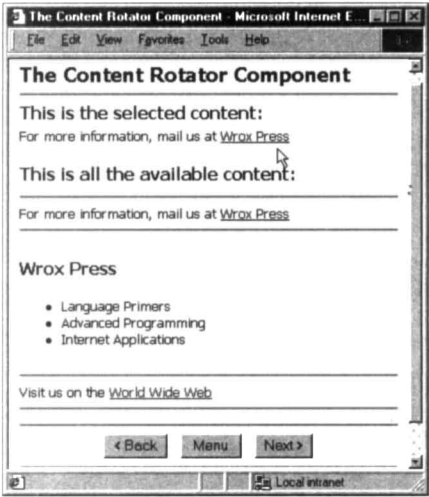 The Content Rotator Component - Microsoft Internet E...
File Edit View Favorites Tools Help
The Content Rotator Component
This is the selected content:
For more information, mail us at Wrox Press
This is all the available content:
For more information, mail us at Wrox Press
Wrox Press
• Language Primers
• Advanced Programming
• Internet Applications
Visit us on the World Wide Web
< Back Menu Next >
Local intranet